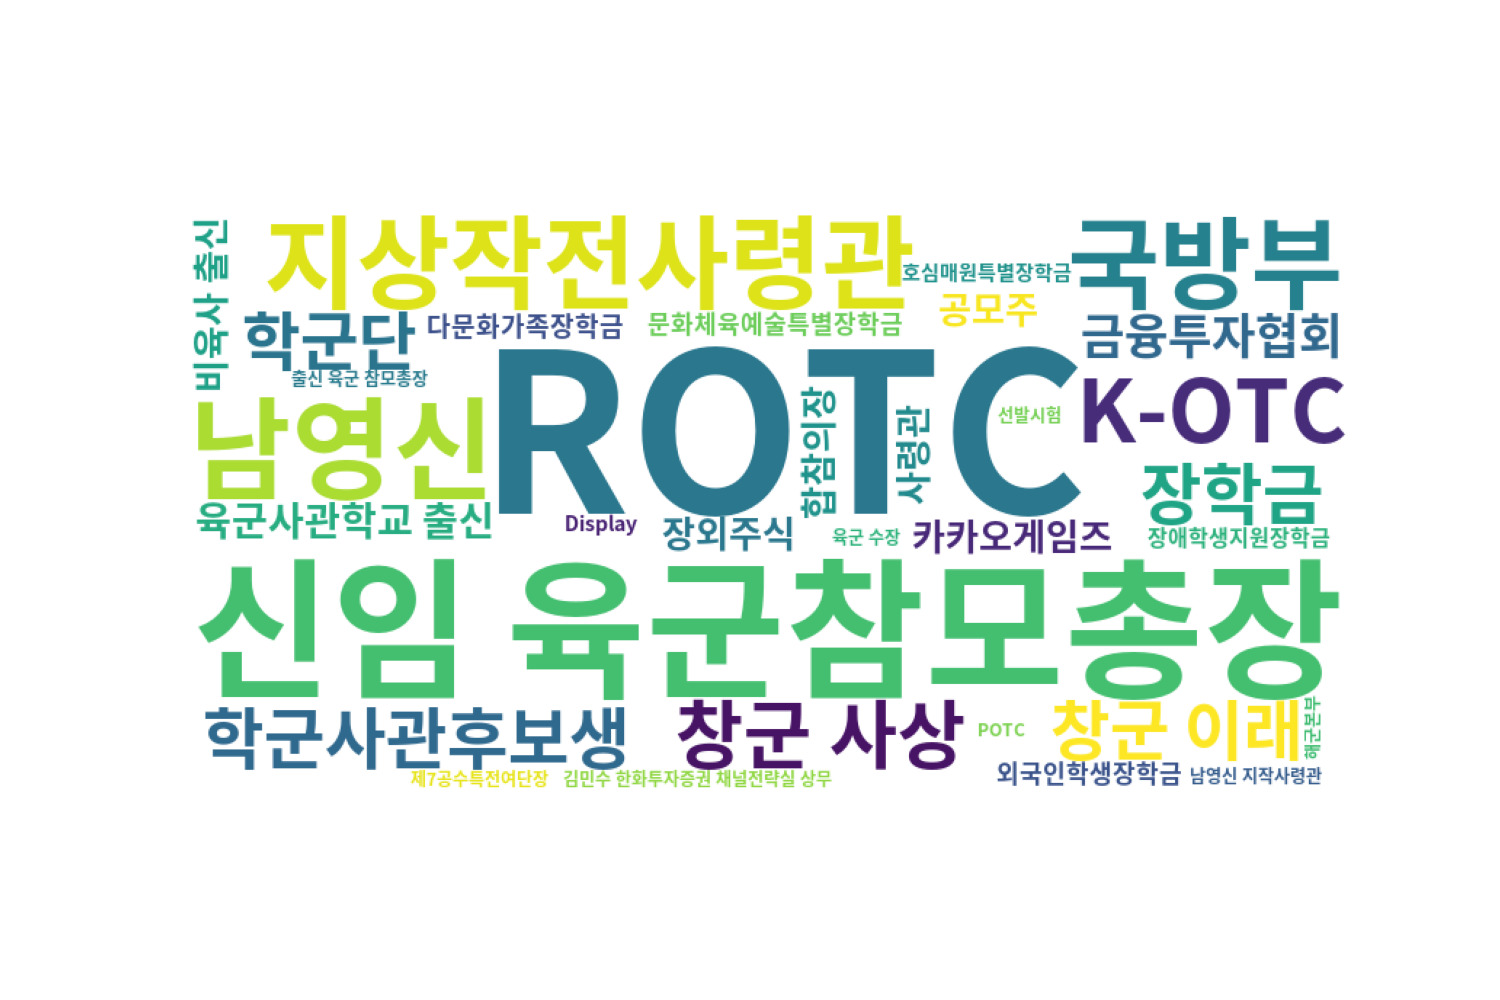 비육사 출신
지상작전사령관
호심매원특별장학금
국방부
학군단
다문화가족장학금
문화체육예술특별장학금
공모주
금융투자협회
출신 육군 참모총장
ROTC
합참의장
사령관
선발시험
K-OTC
남영신
장학금
육군사관학교 출신
Display
장외주식
육군 수장
카카오게임즈
장애학생지원장학금
신임 육군참모총장
학군사관후보생
창군 사상
POTC
창군 이래
해군본부
제7공수특전여단장
김민수 한화투자증권 채널전략실 상무
외국인학생장학금
남영신 지작사령관